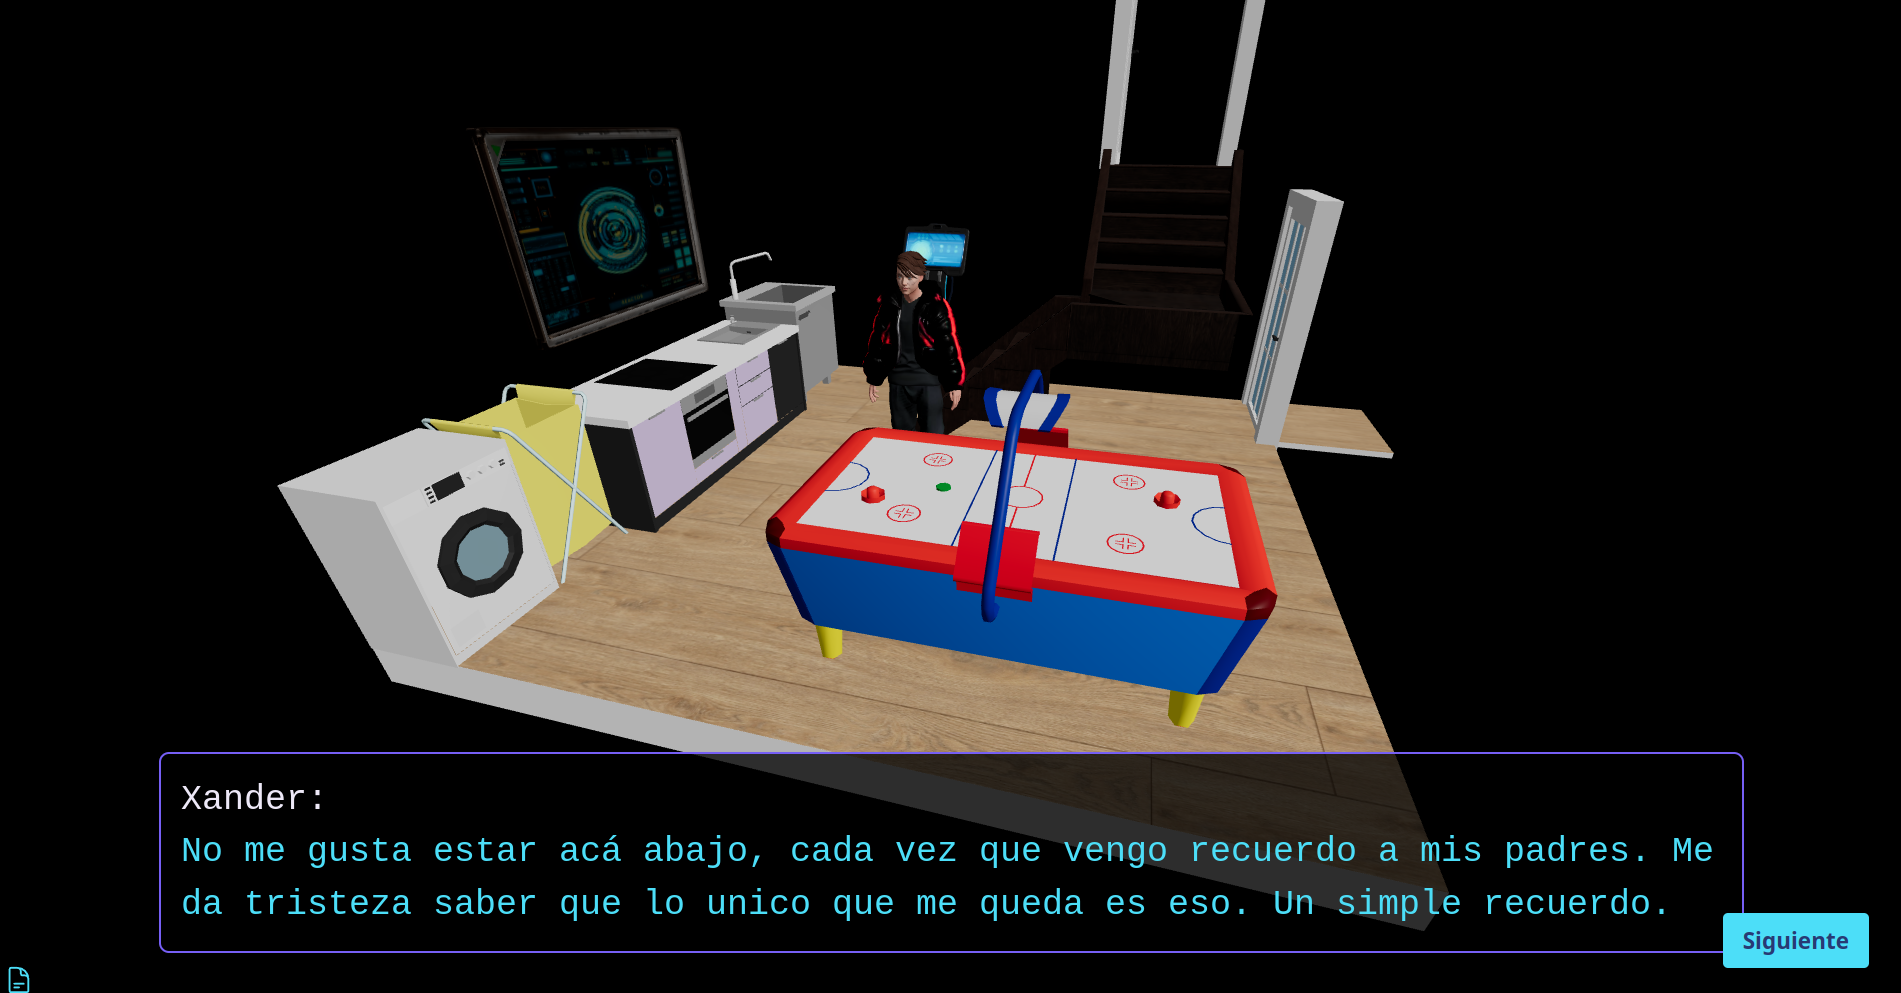 Xander:
No me gusta estar acá abajo, cada vez que vengo recuerdo a mis padres. Me
da tristeza saber que lo unico que me queda es eso. Un simple recuerdo.
Siguiente